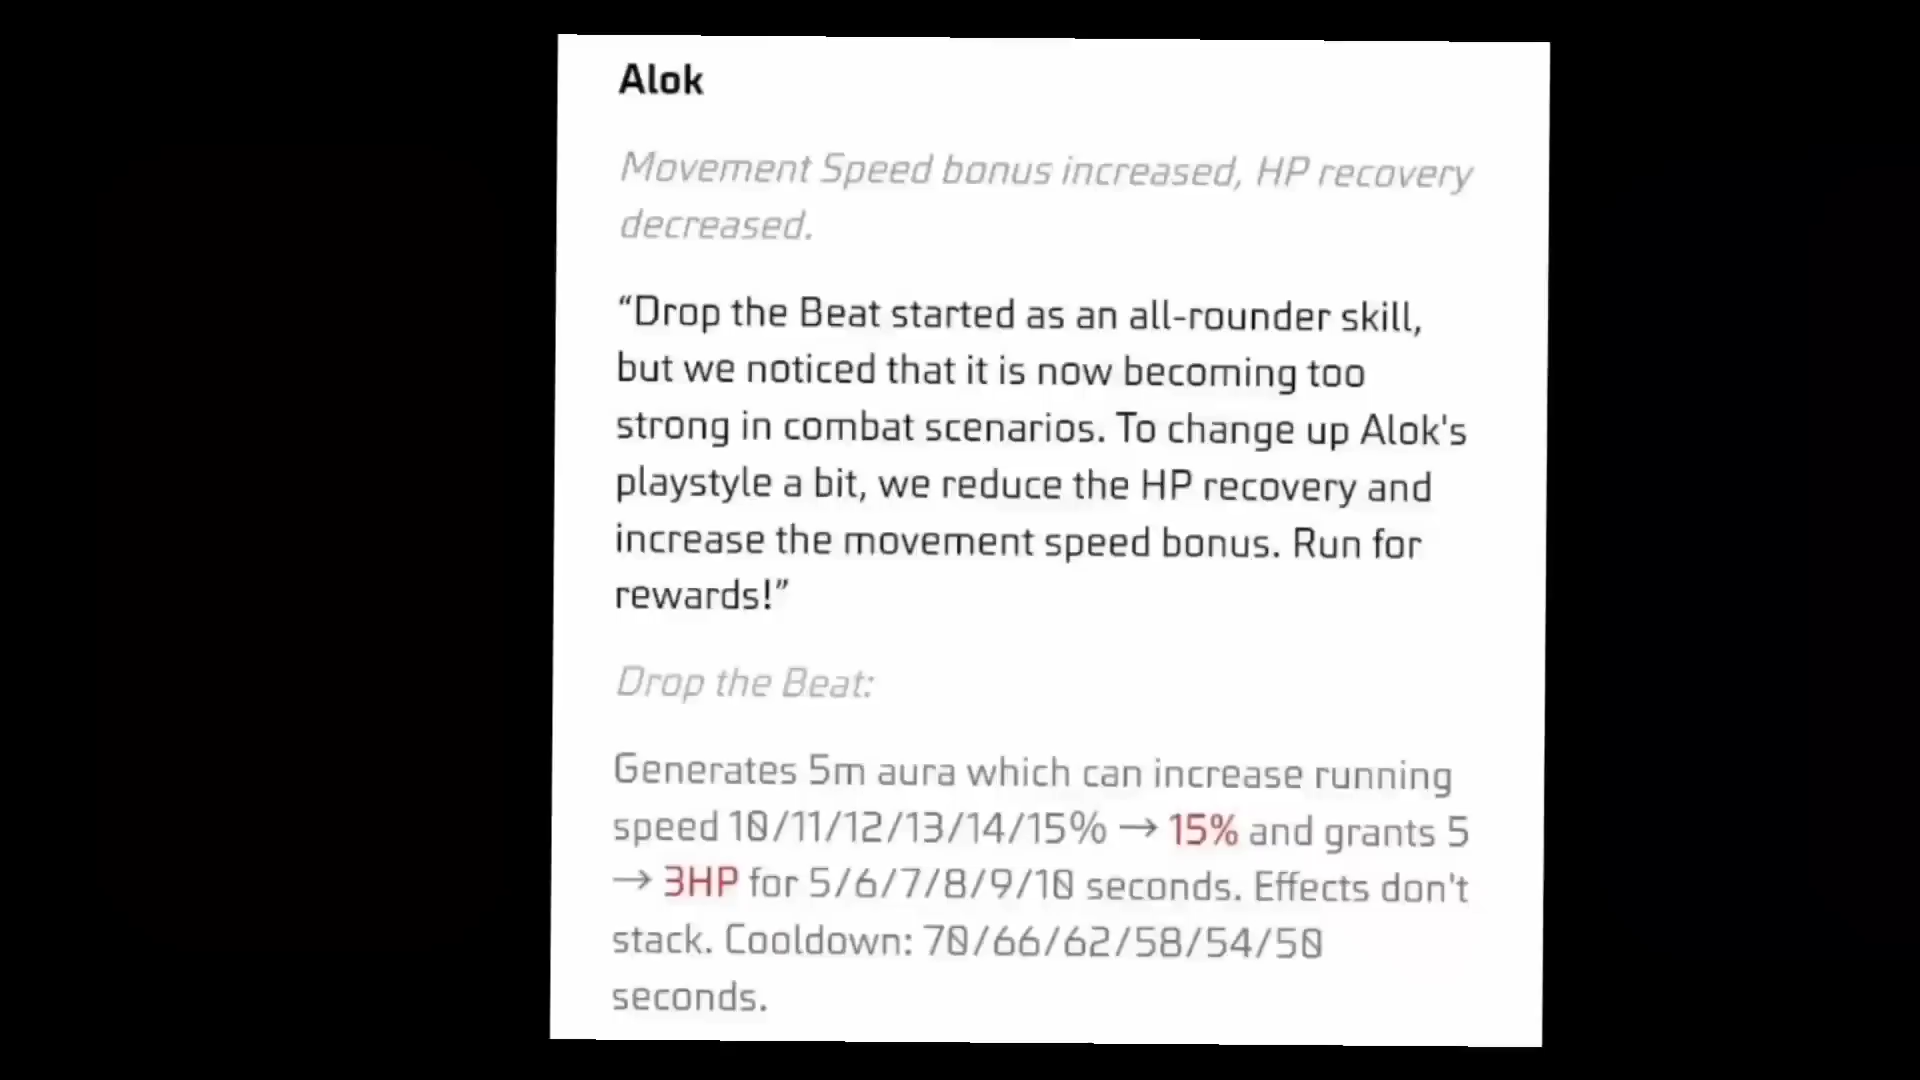 Alok
Movement Speed bonus increased, HP recovery
decreased.
“Drop the Beat started as an all-rounder skill,
but we noticed that it is now becoming too
strong in combat scenarios. To change up Alok's
playstyle a bit, we reduce the HP recovery and
increase the movement speed bonus. Run for
rewards!”
Drop the Beat:
Generates 5m aura which can increase running
speed 10/11/12/13/14/15% → 15% and grants 5
→ 3HP for 5/6/7/8/9/10 seconds. Effects don't
stack. Cooldown: 70/66/62/58/54/50
seconds.